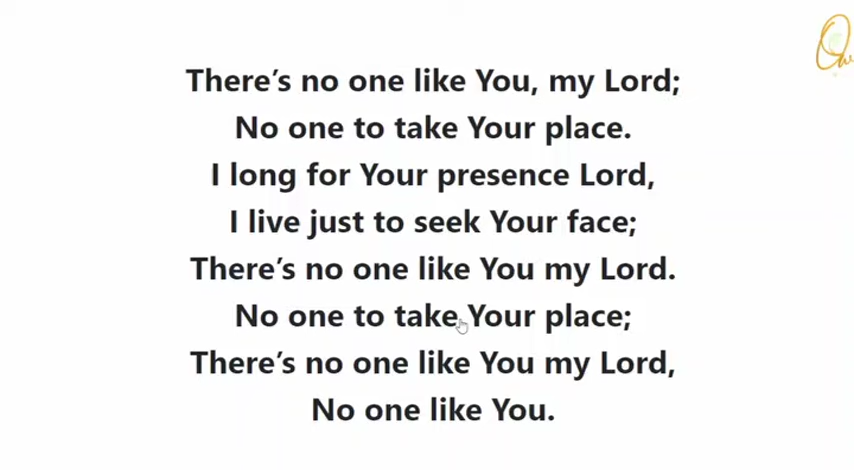 There's no one like You, my Lord;
No one to take Your place.
I long for Your presence Lord,
I live just to seek Your face;
There's no one like You my Lord.
No one to take Your place;
There's no one like You my Lord,
No one like You.